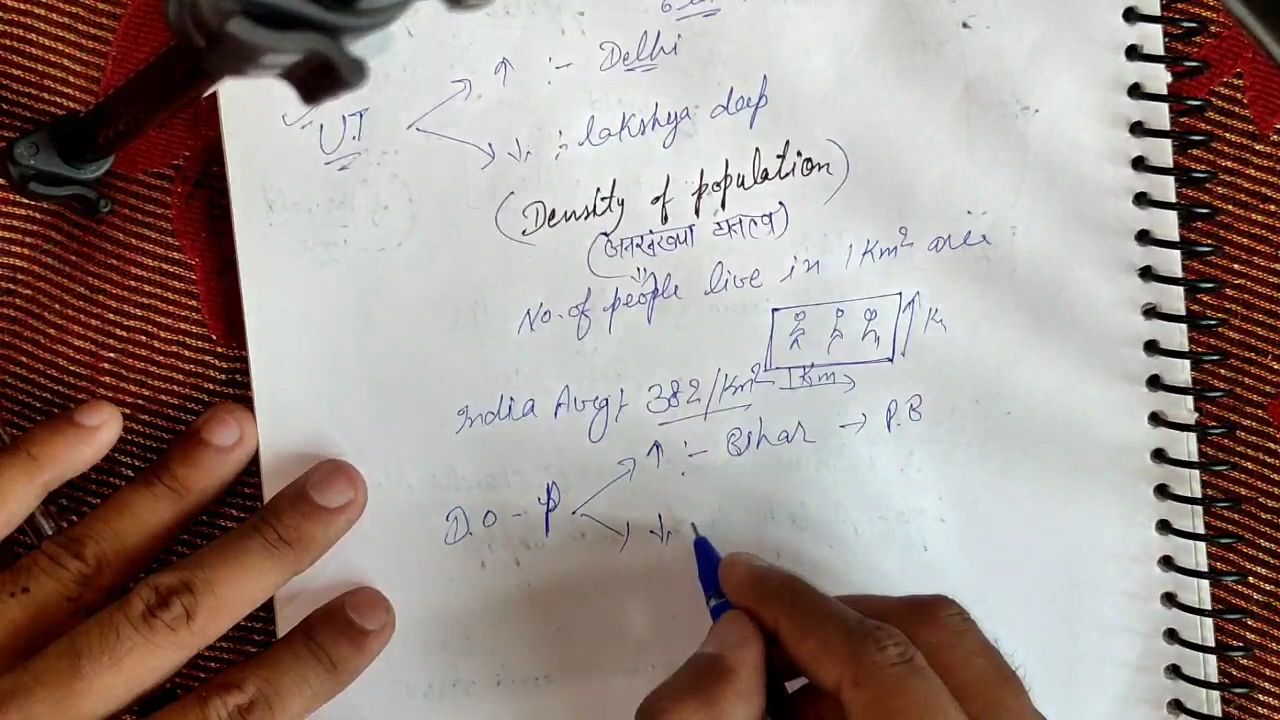 ↑ :- Delhi
U.T
↓ :- lakshya deep
(Density of population)
(जनसंख्या घनत्व)
No. of people live in 1 Km² area
Km
1 Km
India Avg:- 382/Km²
↑ :- Bihar → P.B
D.O-P
↓